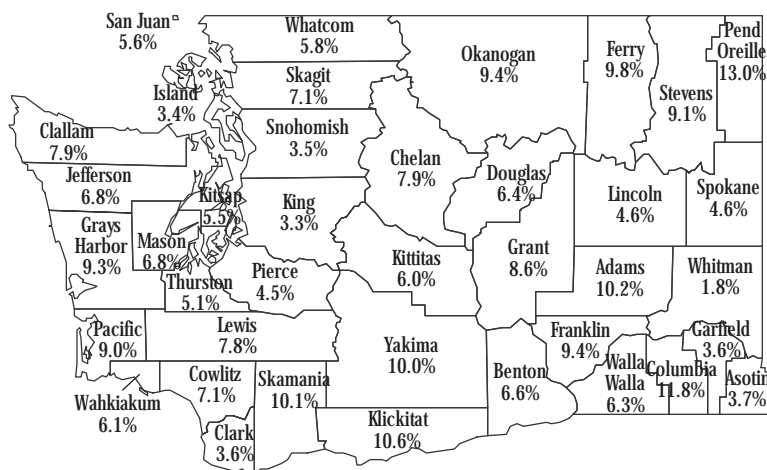 San Juan
5.6%
Whatcom
5.8%
Skagit
7.1%
Island
3.4%
Snohomish
3.5%
Okanogan
9.4%
Ferry
9.8%
Stevens
9.1%
Pend
Oreille
13.0%
Clallam
7.9%
Jefferson
6.8%
Kitsap
5.5%
King
3.3%
Chelan
7.9%
Douglas
6.4%
Lincoln
4.6%
Spokane
4.6%
Grays
Harbor
9.3%
Mason
6.8%
Thurston
5.1%
Pierce
4.5%
Kittitas
6.0%
Grant
8.6%
Adams
10.2%
Whitman
1.8%
Pacific
9.0%
Lewis
7.8%
Yakima
10.0%
Franklin
9.4%
Garfield
3.6%
Wahkiakum
6.1%
Cowlitz
7.1%
Skamania
10.1%
Benton
6.6%
Walla
Walla
6.3%
Columbia
11.8%
Asotin
3.7%
Clark
3.6%
Klickitat
10.6%